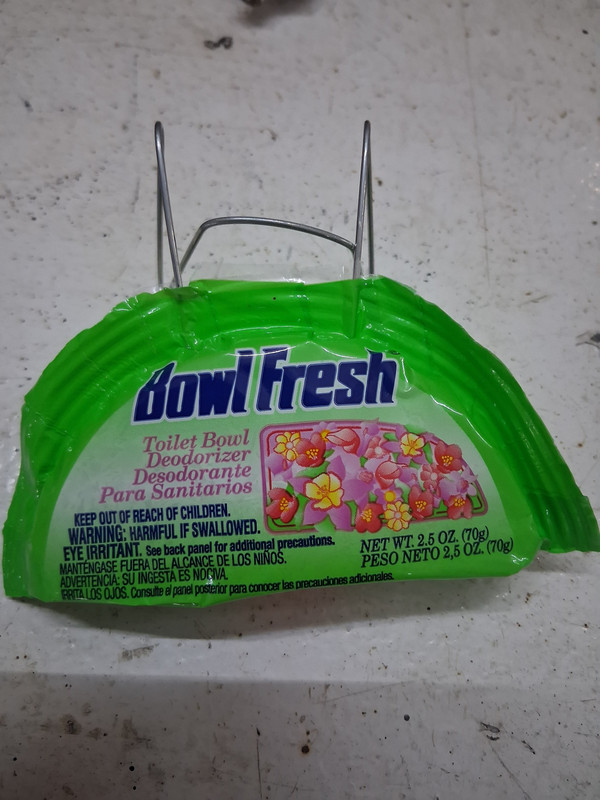 Bowl Fresh
Toilet Bowl
Deodorizer
Desodorante
Para Sanitarios
KEEP OUT OF REACH OF CHILDREN.
WARNING: HARMFUL IF SWALLOWED.
EYE IRRITANT. See back panel for additional precautions.
MANTÉNGASE FUERA DEL ALCANCE DE LOS NIÑOS.
ADVERTENCIA: SU INGESTA ES NOCIVA.
IRRITA LOS OJOS. Consulte el panel posterior para conocer las precauciones adicionales.
NET WT. 2.5 OZ. (70g)
PESO NETO 2,5 OZ. (70g)